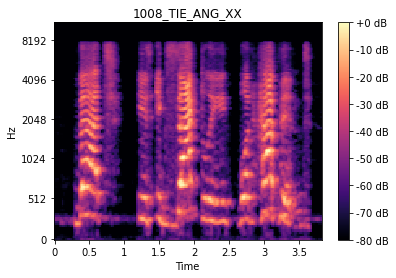 1008_TIE_ANG_XX
+0 dB
8192
-10 dB
4096
-20 dB
-30 dB
Hz
2048
-40 dB
1024
-50 dB
-60 dB
512
-70 dB
0
-80 dB
0 0.5 1 1.5 2 2.5 3 3.5
Time